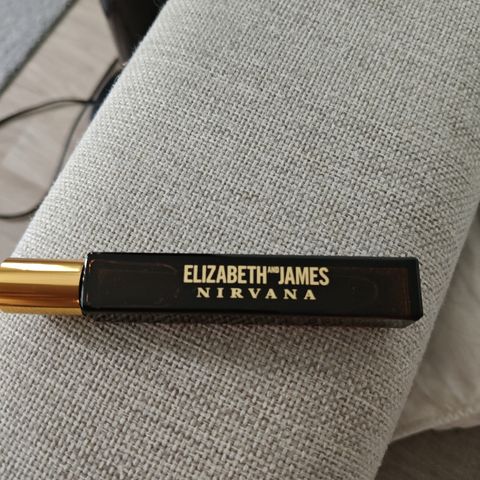 ELIZABETH AND JAMES
NIRVANA